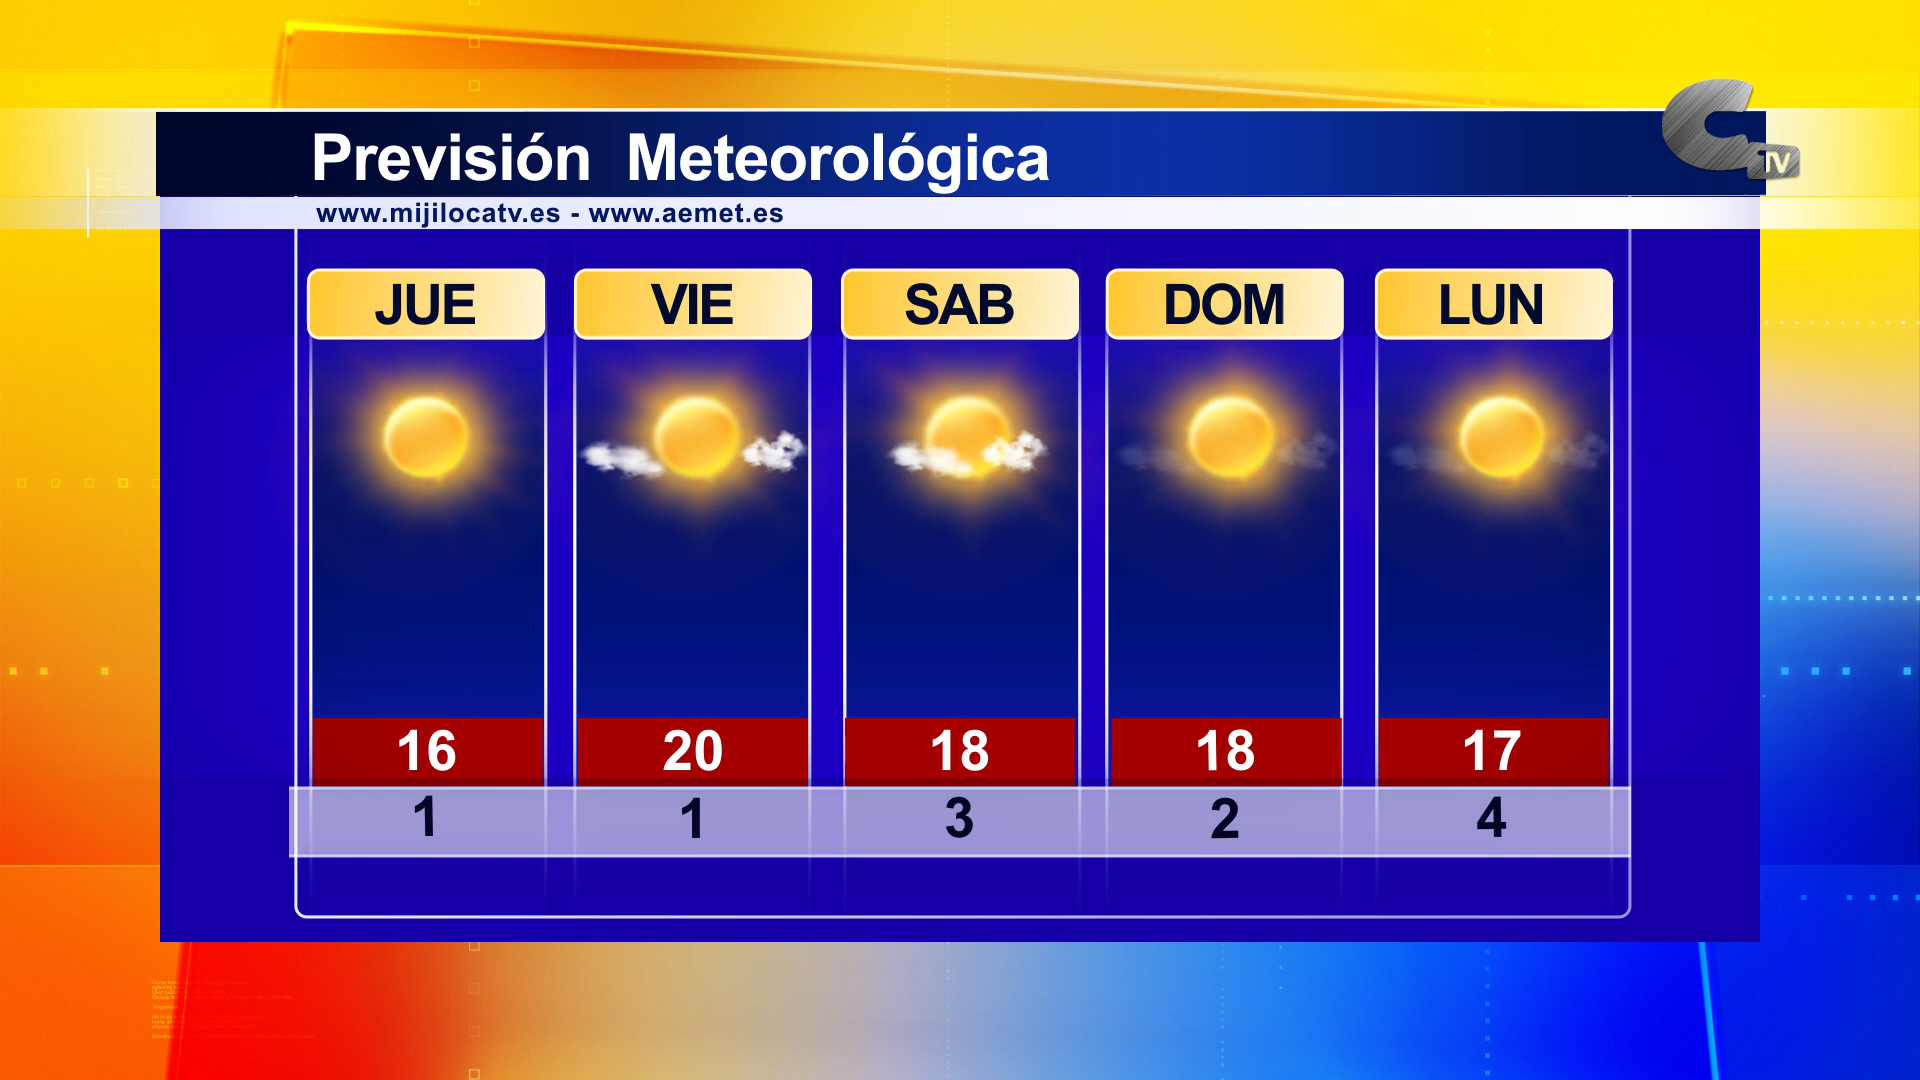 Previsión Meteorológica
TV
www.mijilocatv.es - www.aemet.es
JUE VIE SAB DOM LUN
16 20 18 18 17
1 1 3 2 4